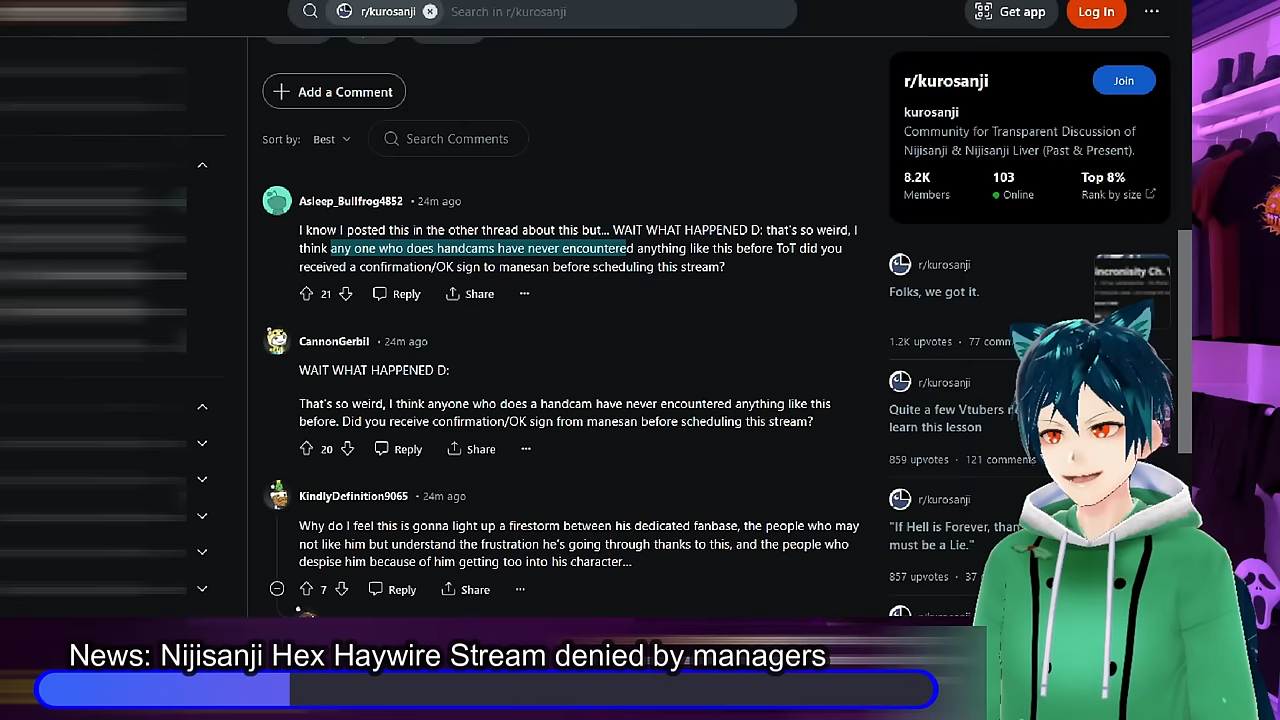 r/kurosanji
Search in r/kurosanji
Get app
Log In
Add a Comment
Sort by: Best
Search Comments
Asleep_Bullfrog4852 • 24m ago
I know I posted this in the other thread about this but... WAIT WHAT HAPPENED D: that's so weird, I
think any one who does handcams have never encountered anything like this before ToT did you
received a confirmation/OK sign to manesan before scheduling this stream?
21
Reply
Share
CannonGerbil • 24m ago
WAIT WHAT HAPPENED D:
That's so weird, I think anyone who does a handcam have never encountered anything like this
before. Did you receive confirmation/OK sign from manesan before scheduling this stream?
20
Reply
Share
KindlyDefinition9065 • 24m ago
Why do I feel this is gonna light up a firestorm between his dedicated fanbase, the people who may
not like him but understand the frustration he's going through thanks to this, and the people who
despise him because of him getting too into his character...
7
Reply
Share
r/kurosanji
Join
kurosanji
Community for Transparent Discussion of
Nijisanji & Nijisanji Liver (Past & Present).
8.2K
103
Top 8%
Members
Online
Rank by size
r/kurosanji
Folks, we got it.
1.2K upvotes • 77 comm
r/kurosanji
Quite a few Vtubers
learn this lesson
859 upvotes • 121 comments
r/kurosanji
"If Hell is Forever, than
must be a Lie."
857 upvotes • 37
News: Nijisanji Hex Haywire Stream denied by managers